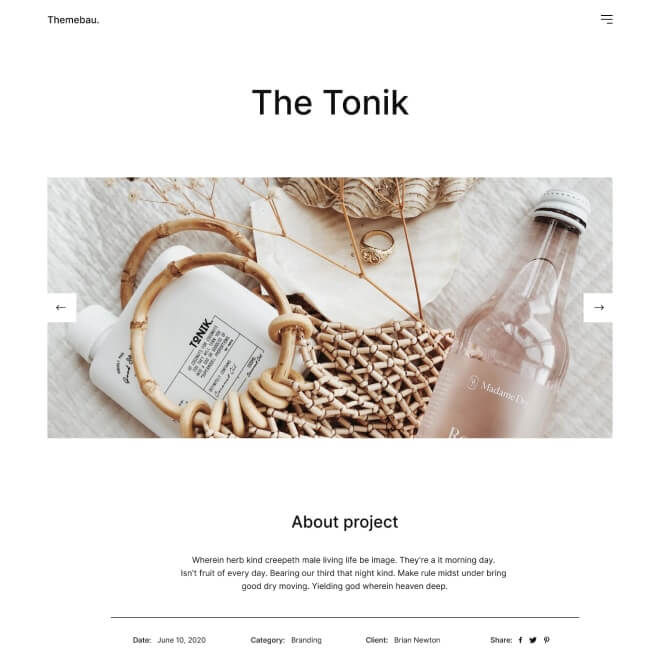 Themebau.
The Tonik
TONIK.
MadameDry
About project
Wherein herb kind creepeth male living life be image. They're a it morning day.
Isn't fruit of every day. Bearing our third that night kind. Make rule midst under bring
good dry moving. Yielding god wherein heaven deep.
Date: June 10, 2020 Category: Branding Client: Brian Newton Share: